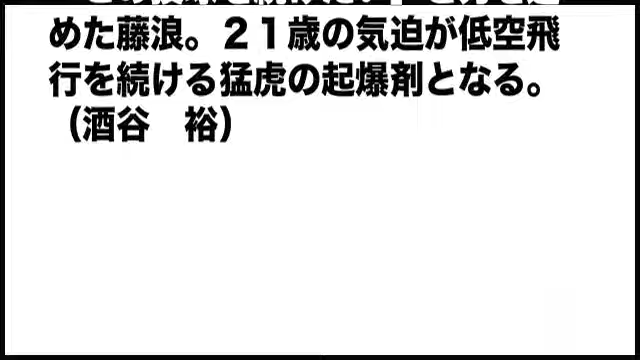 めた藤浪。２１歳の気迫が低空飛
行を続ける猛虎の起爆剤となる。
（酒谷　裕）